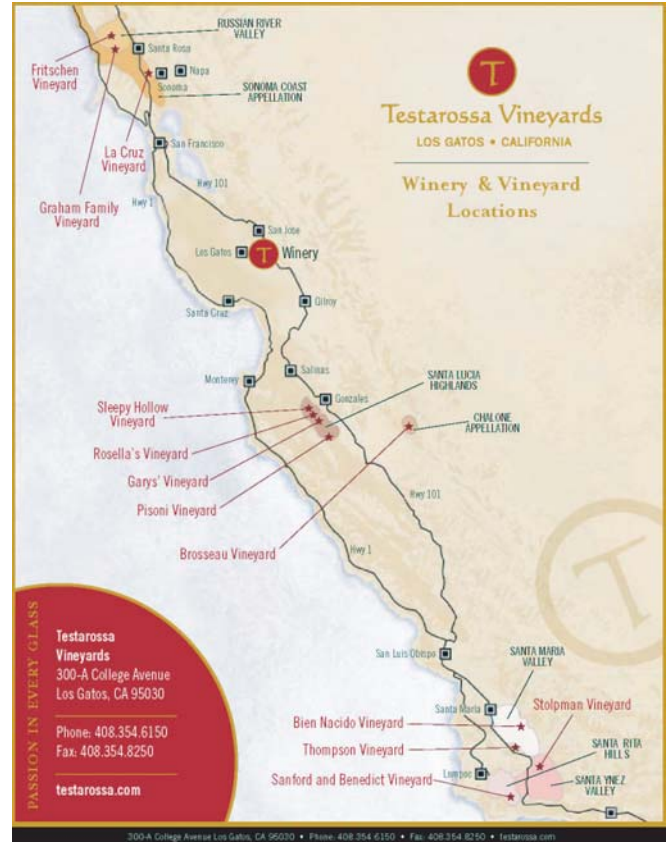 RUSSIAN RIVER
VALLEY
Santa Rosa
Fritschen
Vineyard
Napa
Sonoma
SONOMA COAST
APPELLATION
La Cruz
Vineyard
San Francisco
Graham Family
Vineyard
Hwy 1
Hwy 101
T
Testarossa Vineyards
LOS GATOS • CALIFORNIA
Winery & Vineyard
Locations
San Jose
Los Gatos
T
Winery
Santa Cruz
Gilroy
Monterey
Salinas
Gonzales
SANTA LUCIA
HIGHLANDS
Sleepy Hollow
Vineyard
CHALONE
APPELLATION
Rosella's Vineyard
Garys' Vineyard
Pisoni Vineyard
Brosseau Vineyard
Hwy 101
Hwy 1
T
San Luis Obispo
SANTA MARIA
VALLEY
Santa Maria
Stolpman Vineyard
Bien Nacido Vineyard
Thompson Vineyard
SANTA RITA
HILLS
Lompoc
Sanford and Benedict Vineyard
SANTA YNEZ
VALLEY
PASSION IN EVERY GLASS
Testarossa
Vineyards
300-A College Avenue
Los Gatos, CA 95030
Phone: 408.354.6150
Fax: 408.354.8250
testarossa.com
300-A College Avenue Los Gatos, CA 95030 • Phone: 408.354.6150 • Fax: 408.354.8250 • testarossa.com